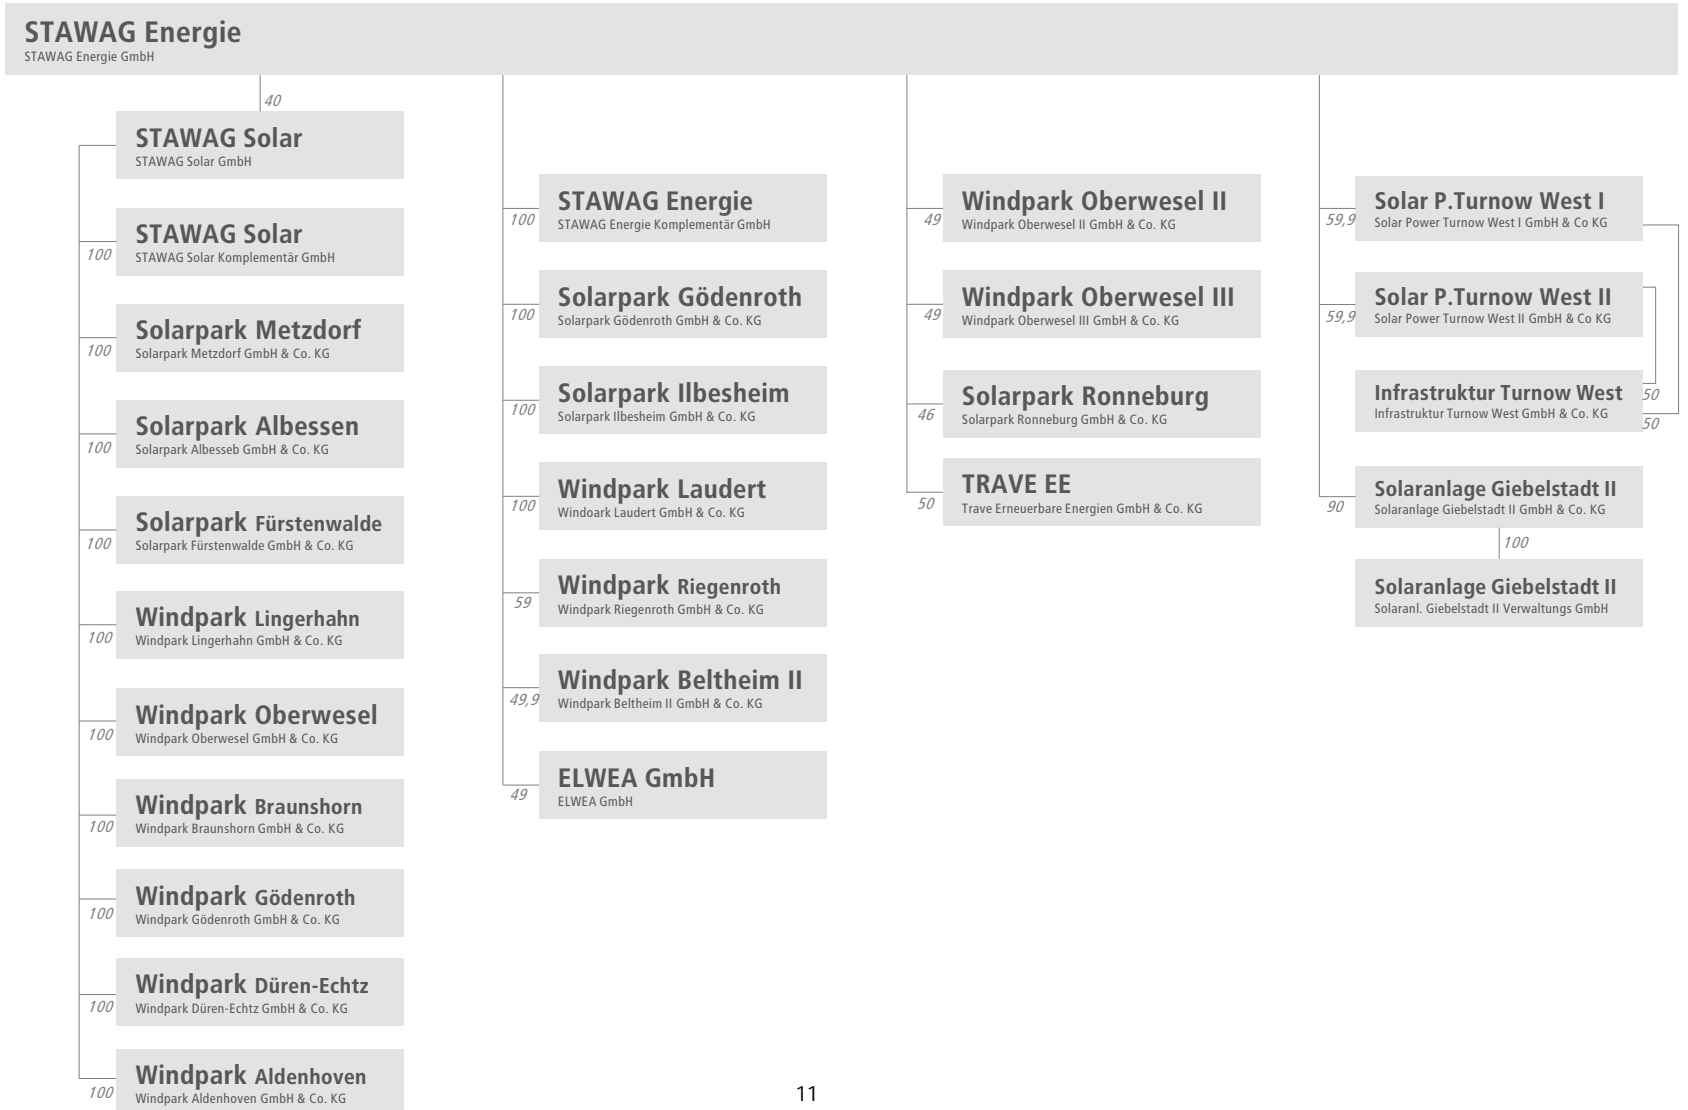 STAWAG Energie
STAWAG Energie GmbH
40
STAWAG Solar
STAWAG Solar GmbH
100
STAWAG Solar
STAWAG Solar Komplementär GmbH
100
Solarpark Metzdorf
Solarpark Metzdorf GmbH & Co. KG
100
Solarpark Albessen
Solarpark Albesseb GmbH & Co. KG
100
Solarpark Fürstenwalde
Solarpark Fürstenwalde GmbH & Co. KG
100
Windpark Lingerhahn
Windpark Lingerhahn GmbH & Co. KG
100
Windpark Oberwesel
Windpark Oberwesel GmbH & Co. KG
100
Windpark Braunshorn
Windpark Braunshorn GmbH & Co. KG
100
Windpark Gödenroth
Windpark Gödenroth GmbH & Co. KG
100
Windpark Düren-Echtz
Windpark Düren-Echtz GmbH & Co. KG
100
Windpark Aldenhoven
Windpark Aldenhoven GmbH & Co. KG
100
STAWAG Energie
STAWAG Energie Komplementär GmbH
100
Solarpark Gödenroth
Solarpark Gödenroth GmbH & Co. KG
100
Solarpark Ilbesheim
Solarpark Ilbesheim GmbH & Co. KG
100
Windpark Laudert
Windoark Laudert GmbH & Co. KG
59
Windpark Riegenroth
Windpark Riegenroth GmbH & Co. KG
49,9
Windpark Beltheim II
Windpark Beltheim II GmbH & Co. KG
49
ELWEA GmbH
ELWEA GmbH
49
Windpark Oberwesel II
Windpark Oberwesel II GmbH & Co. KG
49
Windpark Oberwesel III
Windpark Oberwesel III GmbH & Co. KG
46
Solarpark Ronneburg
Solarpark Ronneburg GmbH & Co. KG
50
TRAVE EE
Trave Erneuerbare Energien GmbH & Co. KG
59,9
Solar P.Turnow West I
Solar Power Turnow West I GmbH & Co KG
59,9
Solar P.Turnow West II
Solar Power Turnow West II GmbH & Co KG
Infrastruktur Turnow West
Infrastruktur Turnow West GmbH & Co. KG
50
50
90
Solaranlage Giebelstadt II
Solaranlage Giebelstadt II GmbH & Co. KG
100
Solaranlage Giebelstadt II
Solaranl. Giebelstadt II Verwaltungs GmbH
11